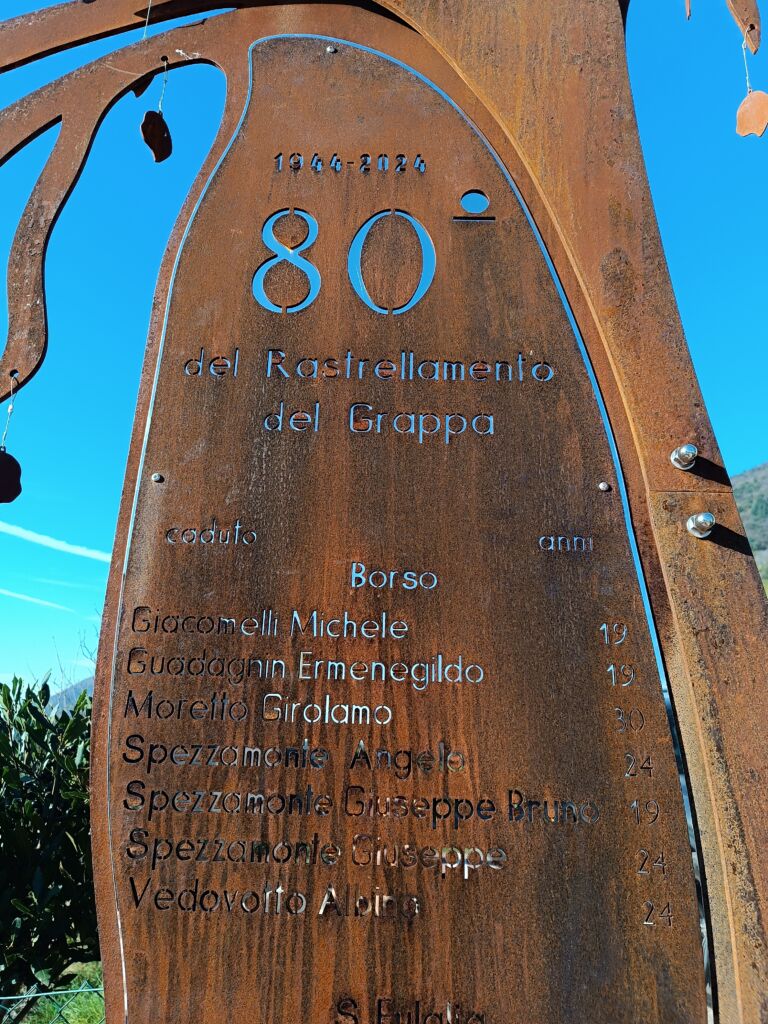 1944-2024
80°
del Rastrellamento
del Grappa
caduto anni
Borso
Giacomelli Michele 19
Guadagnin Ermenegildo 19
Moretto Girolamo 30
Spezzamonte Angelo 24
Spezzamonte Giuseppe Bruno 19
Spezzamonte Giuseppe 24
Vedovotto Albino 24
S. Eulalia